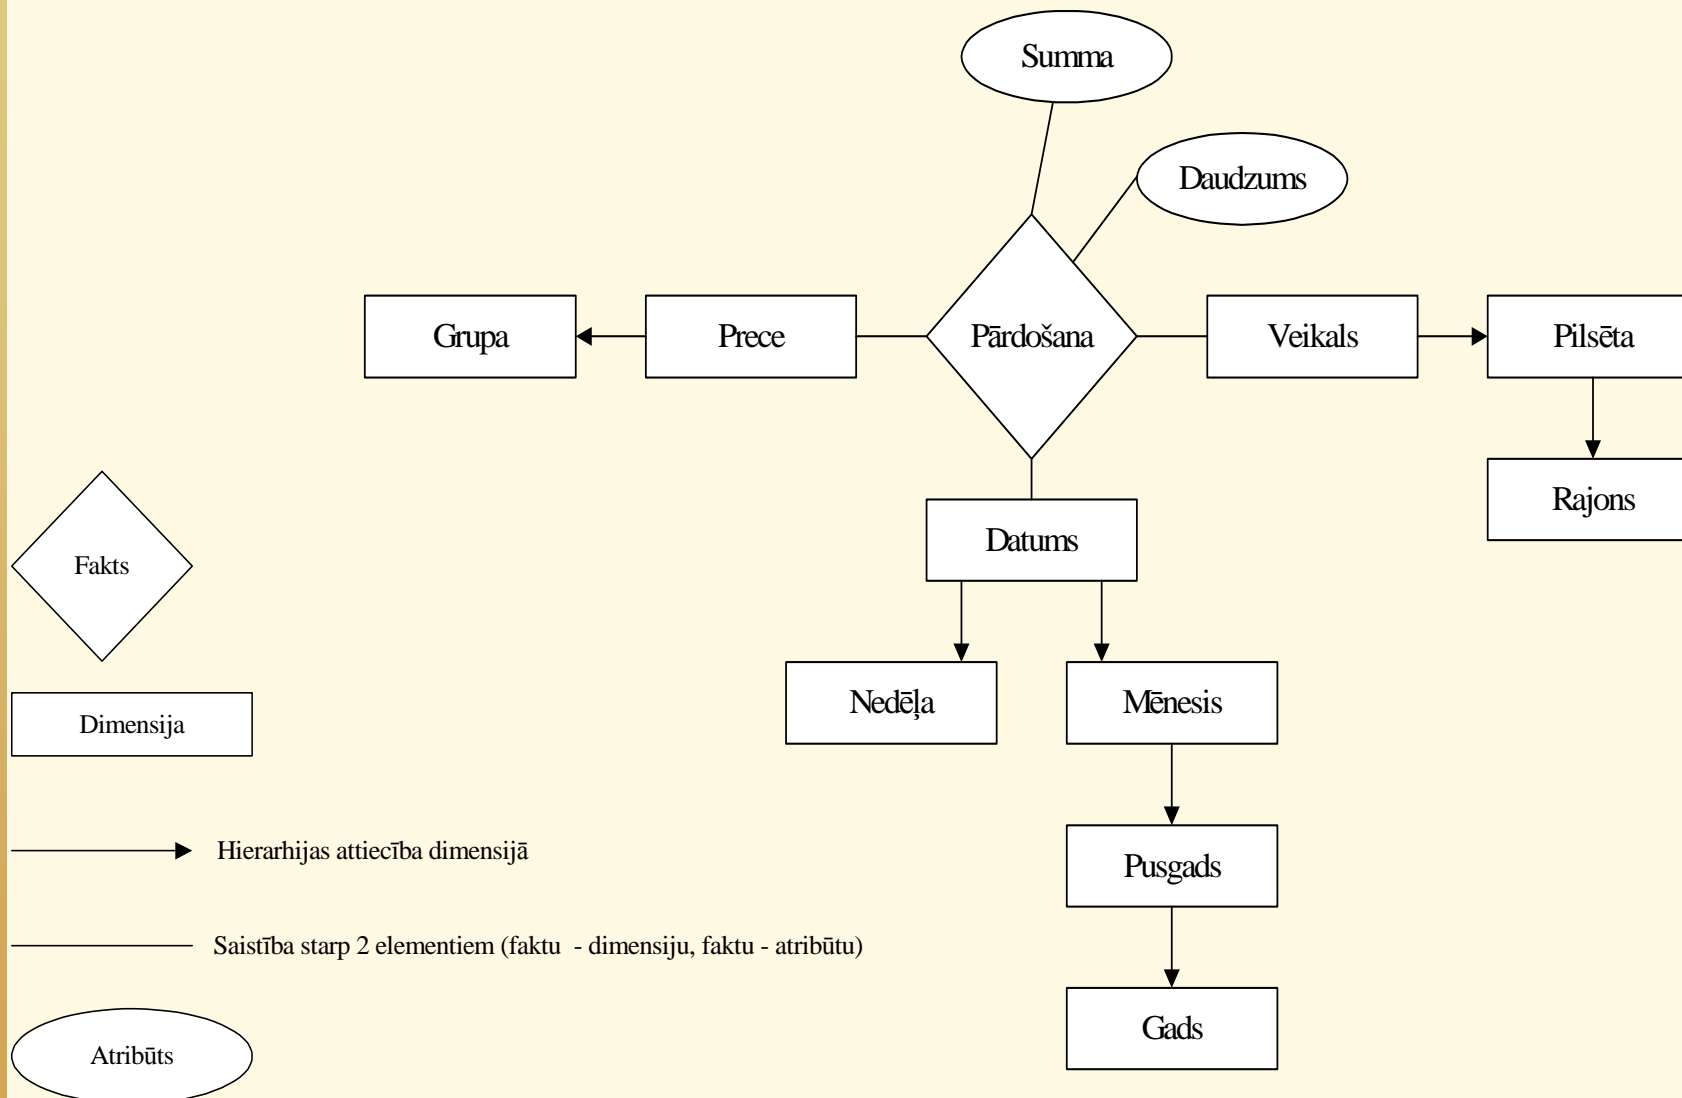 Summa
Daudzums
Grupa
Prece
Pārdošana
Veikals
Pilsēta
Rajons
Datums
Fakts
Nedēļa
Mēnesis
Dimensija
Hierarhijas attiecība dimensijā
Pusgads
Saistība starp 2 elementiem (faktu - dimensiju, faktu - atribūtu)
Gads
Atribūts